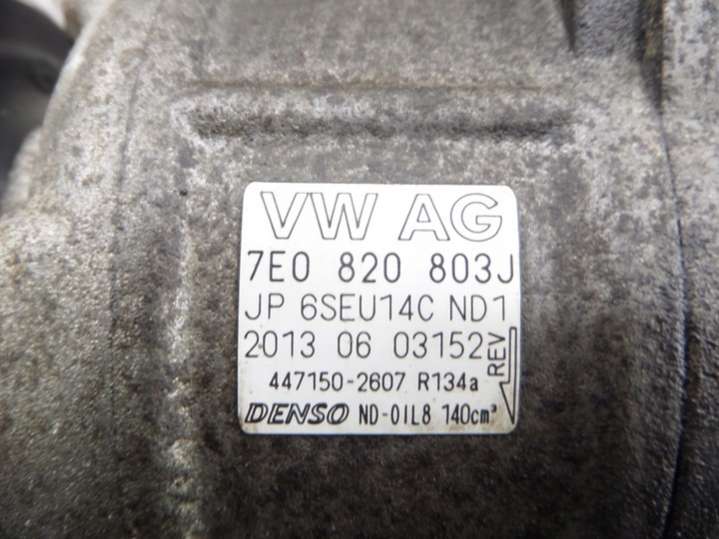 VW AG
7E0 820 803J
JP 6SEU14C ND1
2013 06 03152
REV
447150-2607 R134a
DENSO ND-OIL8 140cm³